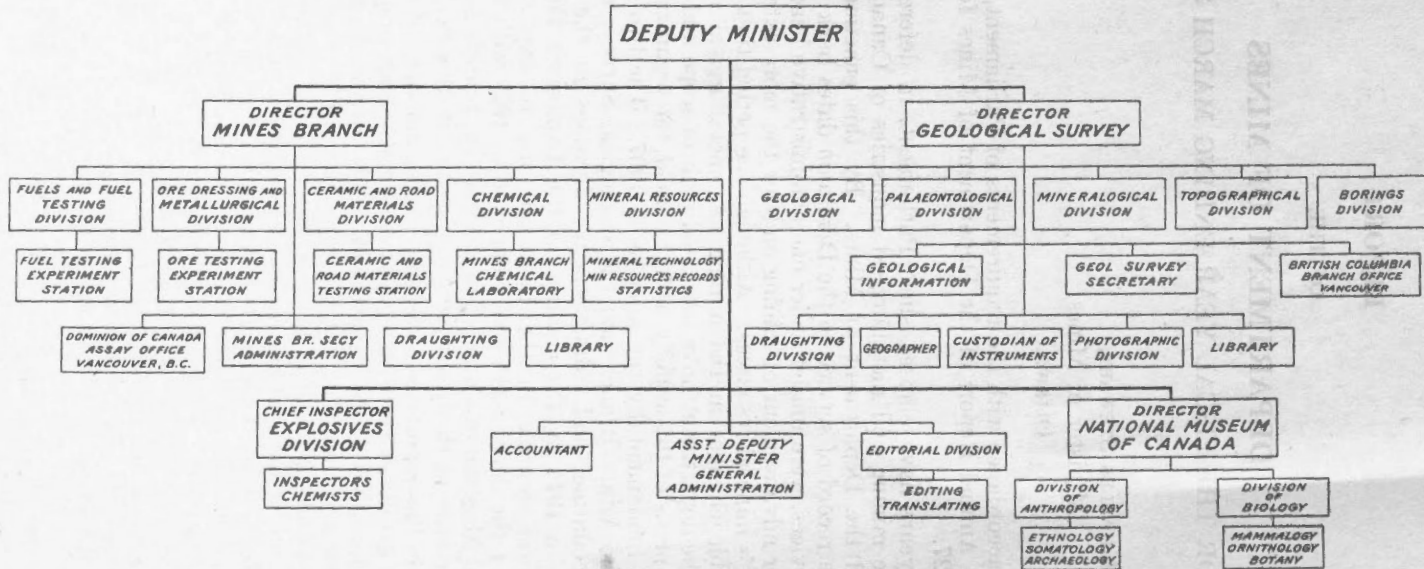 DEPUTY MINISTER
DIRECTOR
MINES BRANCH
DIRECTOR
GEOLOGICAL SURVEY
FUELS AND FUEL
TESTING
DIVISION
ORE DRESSING AND
METALLURGICAL
DIVISION
CERAMIC AND ROAD
MATERIALS
DIVISION
CHEMICAL
DIVISION
MINERAL RESOURCES
DIVISION
GEOLOGICAL
DIVISION
PALAEONTOLOGICAL
DIVISION
MINERALOGICAL
DIVISION
TOPOGRAPHICAL
DIVISION
BORINGS
DIVISION
FUEL TESTING
EXPERIMENT
STATION
ORE TESTING
EXPERIMENT
STATION
CERAMIC AND
ROAD MATERIALS
TESTING STATION
MINES BRANCH
CHEMICAL
LABORATORY
MINERAL TECHNOLOGY
MIN RESOURCES RECORDS
STATISTICS
GEOLOGICAL
INFORMATION
GEOL SURVEY
SECRETARY
BRITISH COLUMBIA
BRANCH OFFICE
VANCOUVER
DOMINION OF CANADA
ASSAY OFFICE
VANCOUVER, B.C.
MINES BR. SECY
ADMINISTRATION
DRAUGHTING
DIVISION
LIBRARY
DRAUGHTING
DIVISION
GEOGRAPHER
CUSTODIAN OF
INSTRUMENTS
PHOTOGRAPHIC
DIVISION
LIBRARY
CHIEF INSPECTOR
EXPLOSIVES
DIVISION
ACCOUNTANT
ASST DEPUTY
MINISTER
GENERAL
ADMINISTRATION
EDITORIAL DIVISION
DIRECTOR
NATIONAL MUSEUM
OF CANADA
INSPECTORS
CHEMISTS
EDITING
TRANSLATING
DIVISION
OF
ANTHROPOLOGY
DIVISION
OF
BIOLOGY
ETHNOLOGY
SOMATOLOGY
ARCHAEOLOGY
MAMMALOGY
ORNITHOLOGY
BOTANY